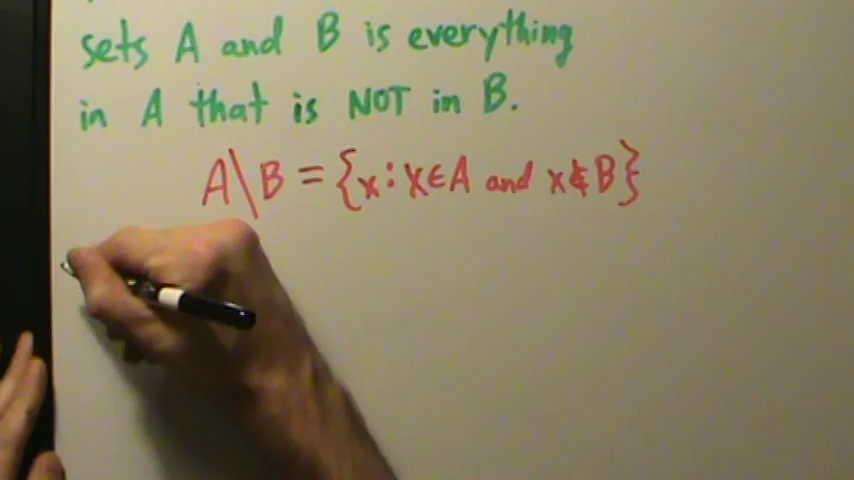 sets A and B is everything
in A that is NOT in B.
A\B = {x : x ∈ A and x ∉ B}